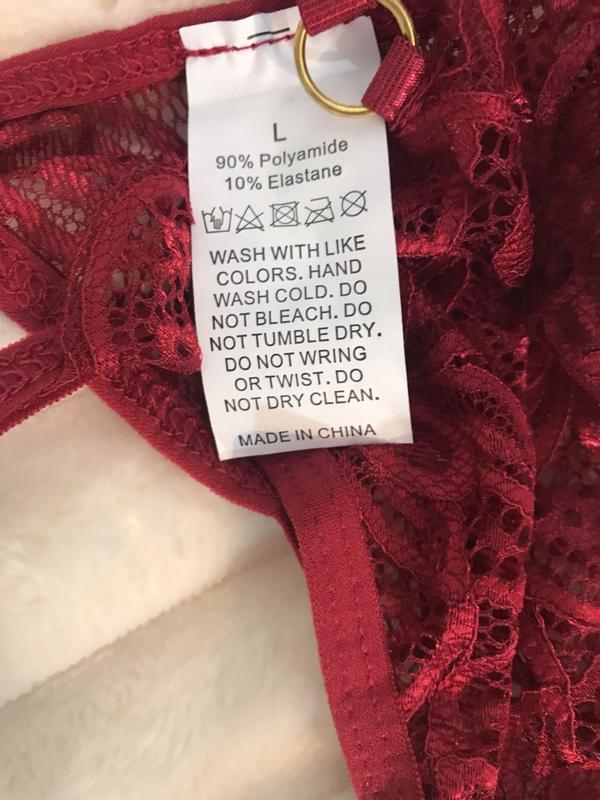 L
90% Polyamide
10% Elastane
WASH WITH LIKE
COLORS. HAND
WASH COLD. DO
NOT BLEACH. DO
NOT TUMBLE DRY.
DO NOT WRING
OR TWIST. DO
NOT DRY CLEAN.
MADE IN CHINA